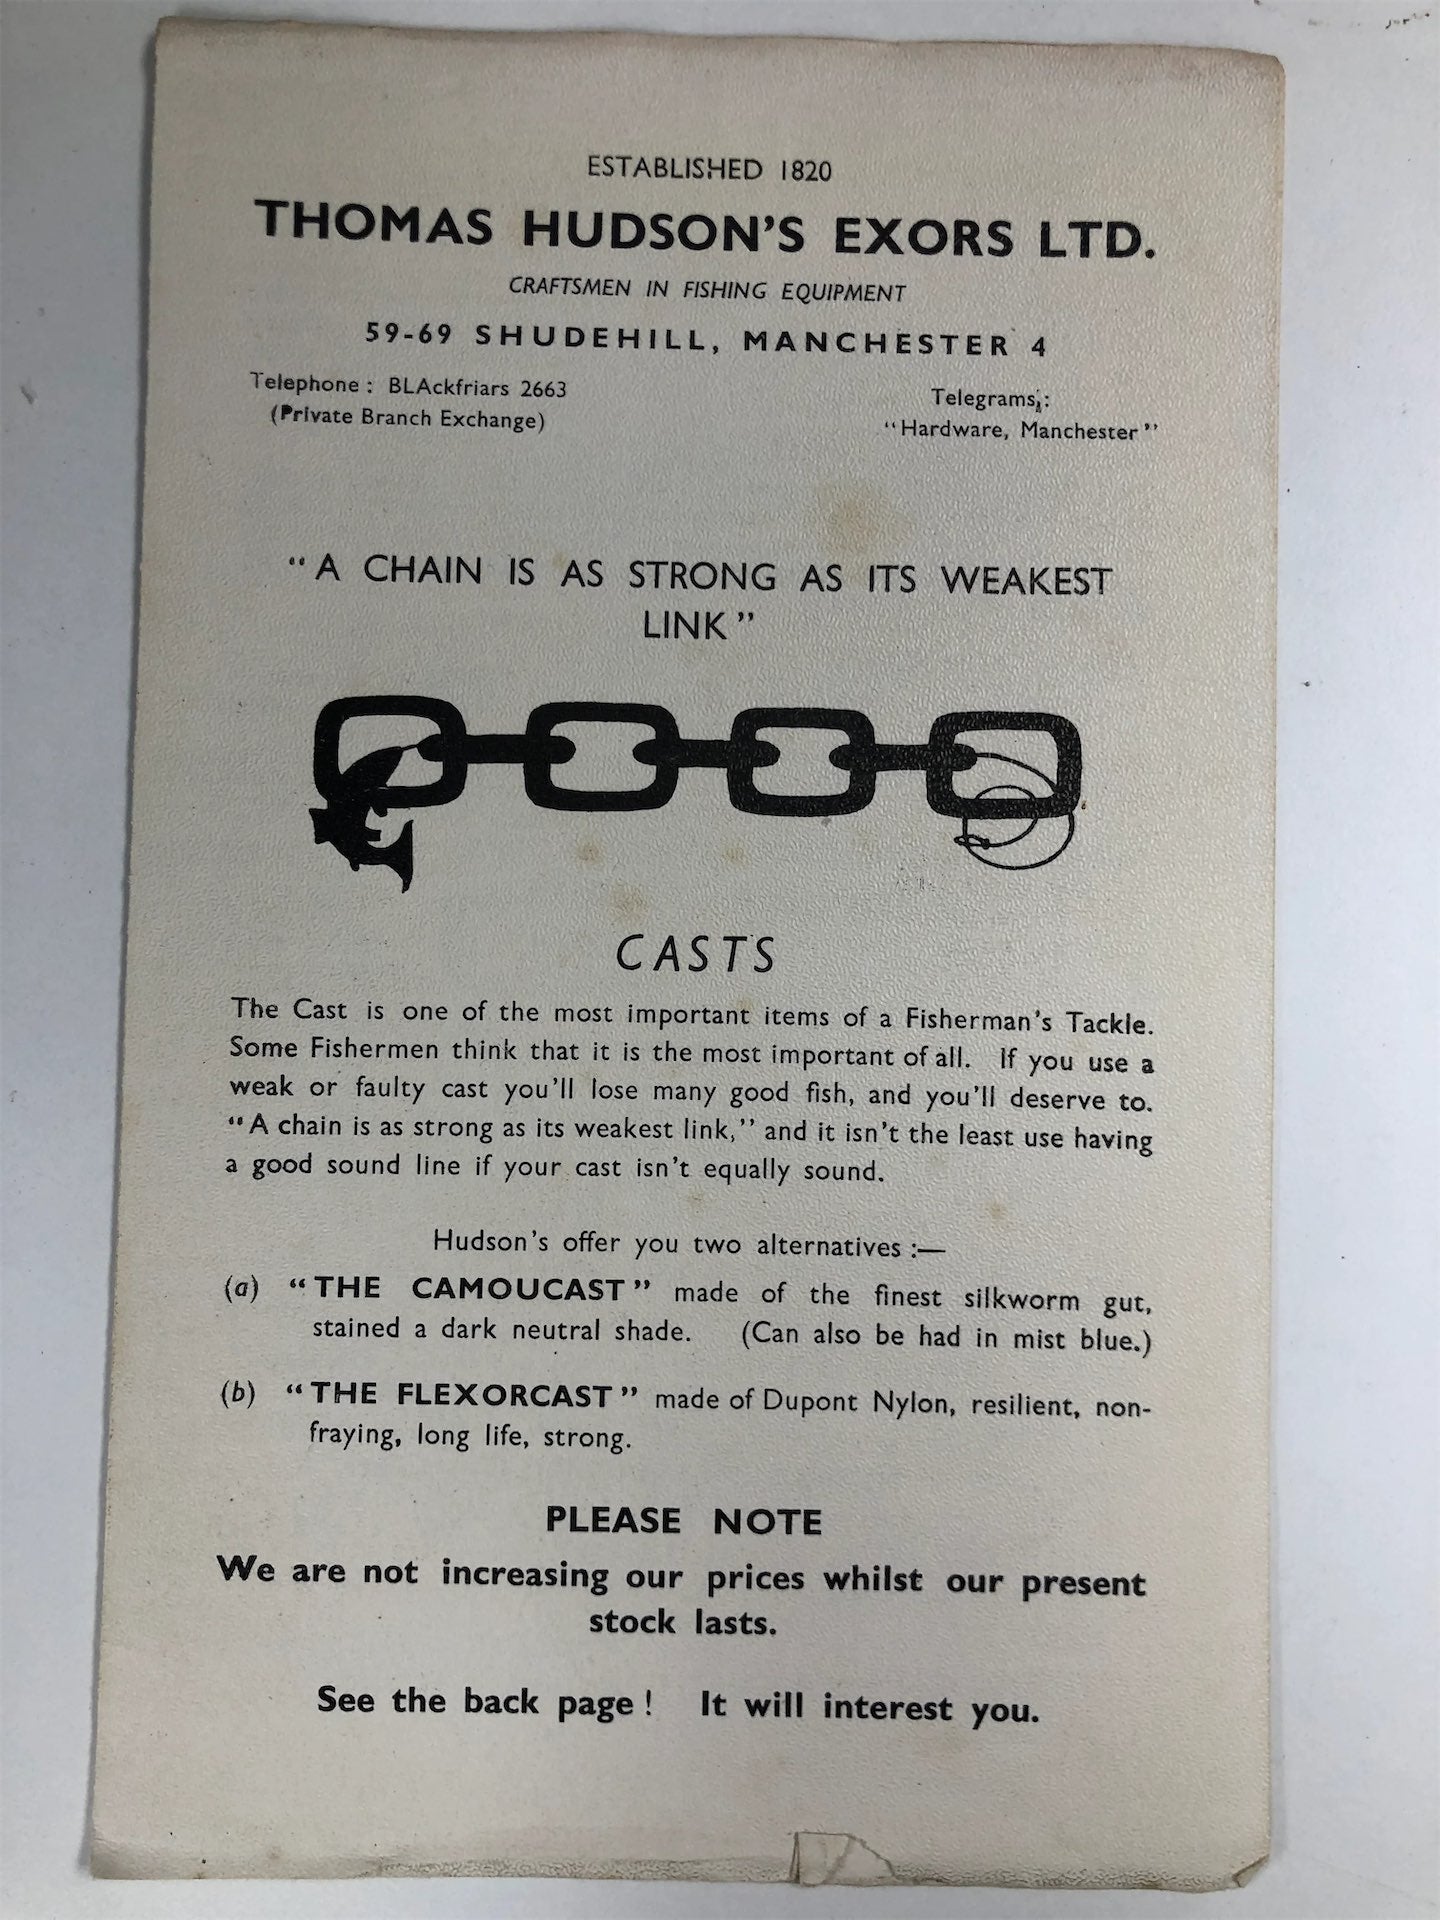 ESTABLISHED 1820
THOMAS HUDSON'S EXORS LTD.
CRAFTSMEN IN FISHING EQUIPMENT
59-69 SHUDEHILL, MANCHESTER 4
Telephone : BLAckfriars 2663
(Private Branch Exchange)
Telegrams :
“Hardware, Manchester”
“A CHAIN IS AS STRONG AS ITS WEAKEST
LINK”
CASTS
The Cast is one of the most important items of a Fisherman's Tackle.
Some Fishermen think that it is the most important of all. If you use a
weak or faulty cast you'll lose many good fish, and you'll deserve to.
“A chain is as strong as its weakest link,” and it isn't the least use having
a good sound line if your cast isn't equally sound.
Hudson's offer you two alternatives :—
(a) “THE CAMOUCAST” made of the finest silkworm gut,
stained a dark neutral shade. (Can also be had in mist blue.)
(b) “THE FLEXORCAST” made of Dupont Nylon, resilient, non-
fraying, long life, strong.
PLEASE NOTE
We are not increasing our prices whilst our present
stock lasts.
See the back page ! It will interest you.